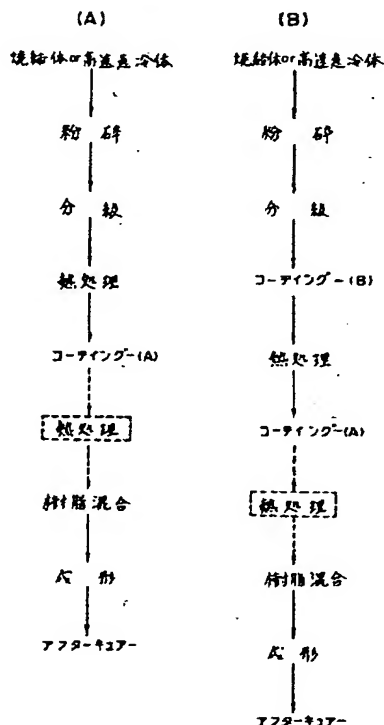 (A)
焼結体or高速急冷体
粉砕
分級
熱処理
コーティングー(A)
熱処理
樹脂混合
成形
アフターキュアー
(B)
焼結体or高速急冷体
粉砕
分級
コーティングー(B)
熱処理
コーティングー(A)
熱処理
樹脂混合
成形
アフターキュアー